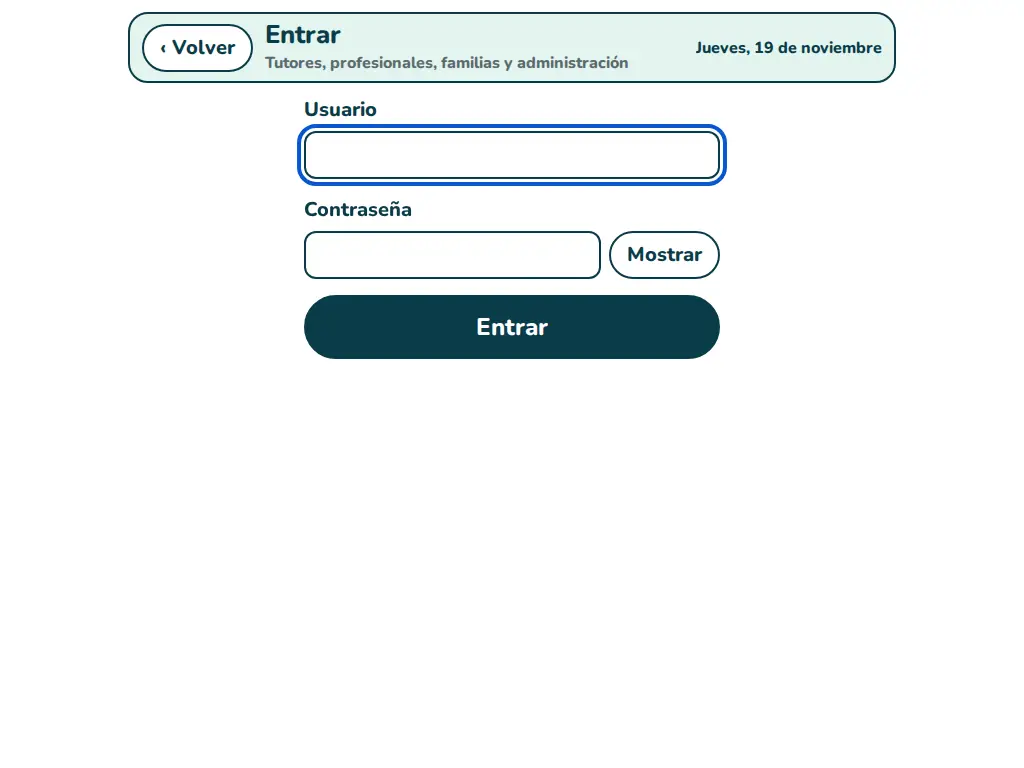 ‹ Volver
Entrar
Tutores, profesionales, familias y administración
Jueves, 19 de noviembre
Usuario
Contraseña
Mostrar
Entrar